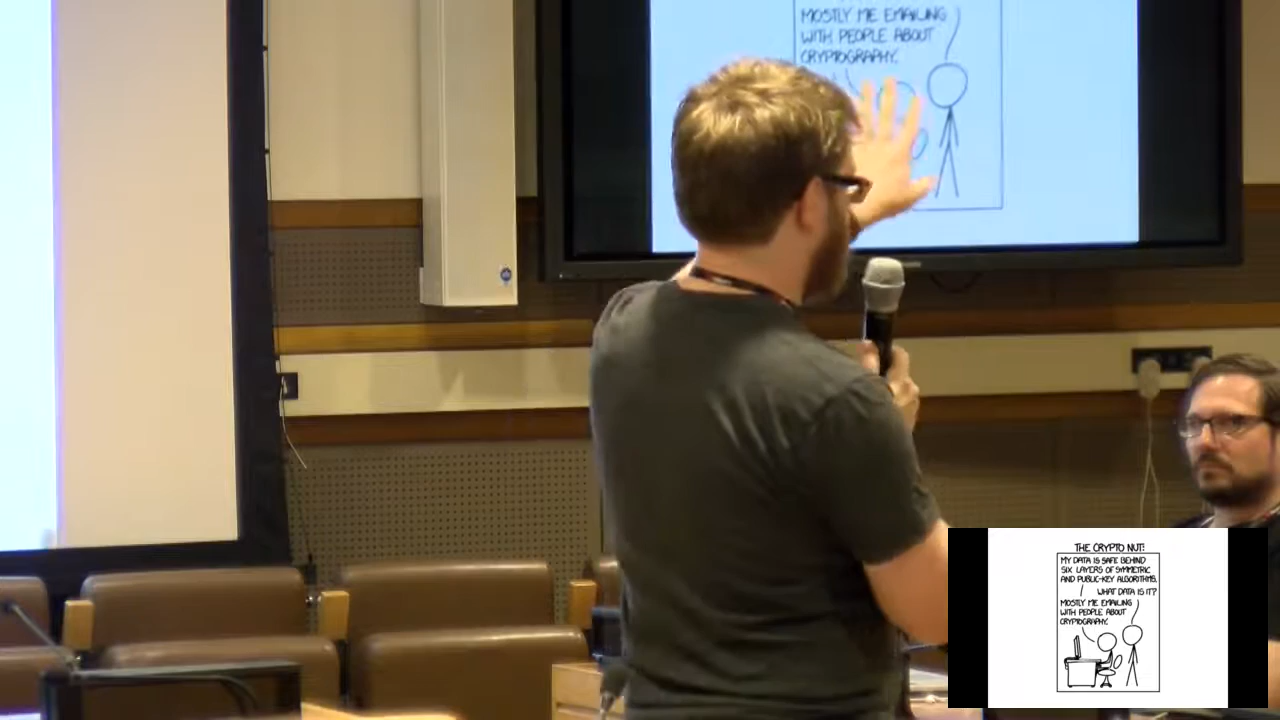 MOSTLY ME EMAILING
WITH PEOPLE ABOUT
CRYPTOGRAPHY.
THE CRYPTO NUT:
MY DATA IS SAFE BEHIND
SIX LAYERS OF SYMMETRIC
AND PUBLIC-KEY ALGORITHMS.
WHAT DATA IS IT?
MOSTLY ME EMAILING
WITH PEOPLE ABOUT
CRYPTOGRAPHY.